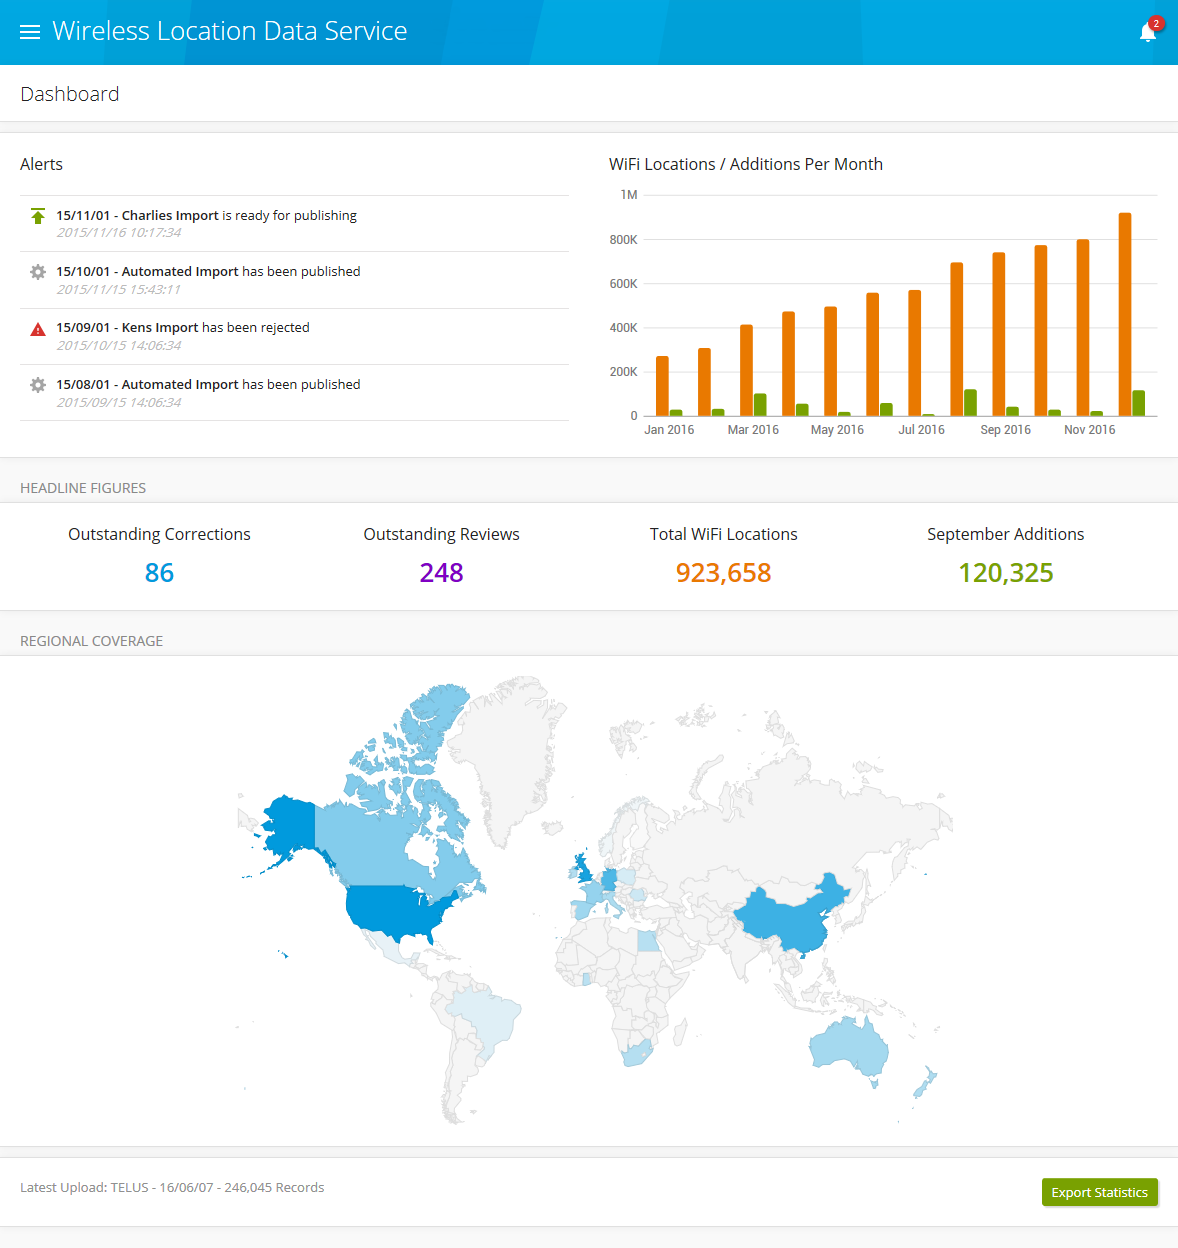 Wireless Location Data Service
2
Dashboard
Alerts
15/11/01 - Charlies Import is ready for publishing
2015/11/16 10:17:34
15/10/01 - Automated Import has been published
2015/11/15 15:43:11
15/09/01 - Kens Import has been rejected
2015/10/15 14:06:34
15/08/01 - Automated Import has been published
2015/09/15 14:06:34
WiFi Locations / Additions Per Month
1M
800K
600K
400K
200K
0
Jan 2016 Mar 2016 May 2016 Jul 2016 Sep 2016 Nov 2016
HEADLINE FIGURES
Outstanding Corrections
86
Outstanding Reviews
248
Total WiFi Locations
923,658
September Additions
120,325
REGIONAL COVERAGE
Latest Upload: TELUS - 16/06/07 - 246,045 Records
Export Statistics